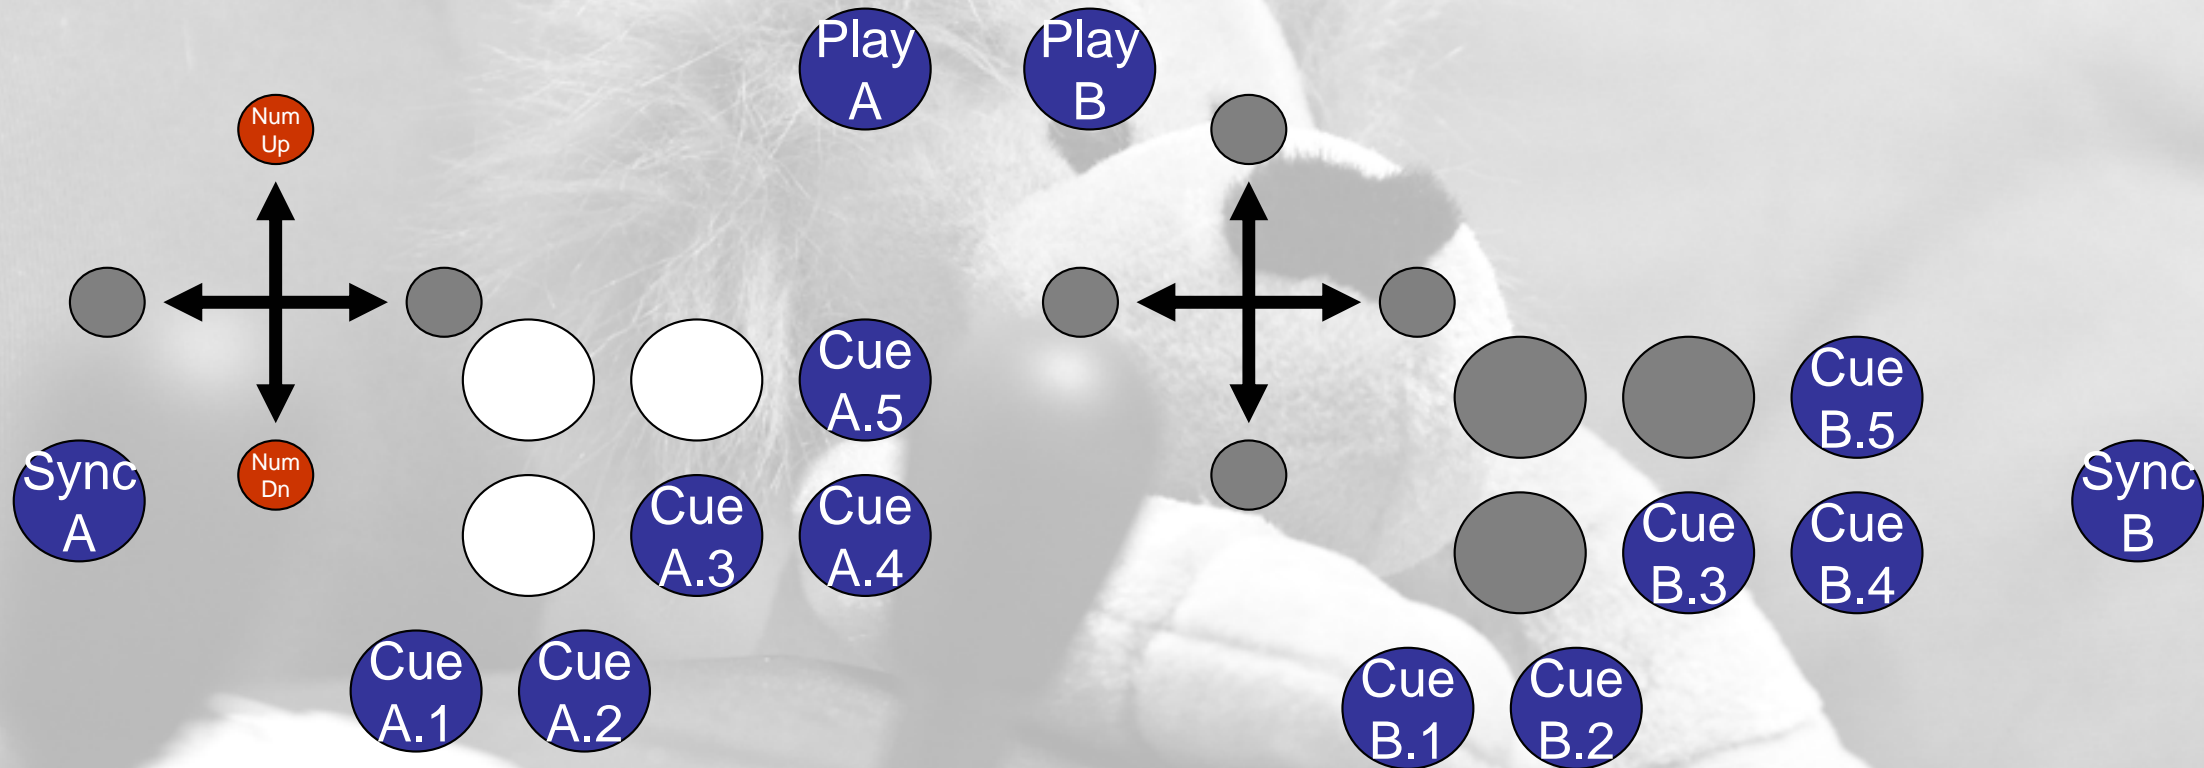 Play
A
Play
B
Num
Up
Num
Dn
Sync
A
Cue
A.5
Cue
A.3
Cue
A.4
Cue
A.1
Cue
A.2
Cue
B.5
Cue
B.3
Cue
B.4
Cue
B.1
Cue
B.2
Sync
B